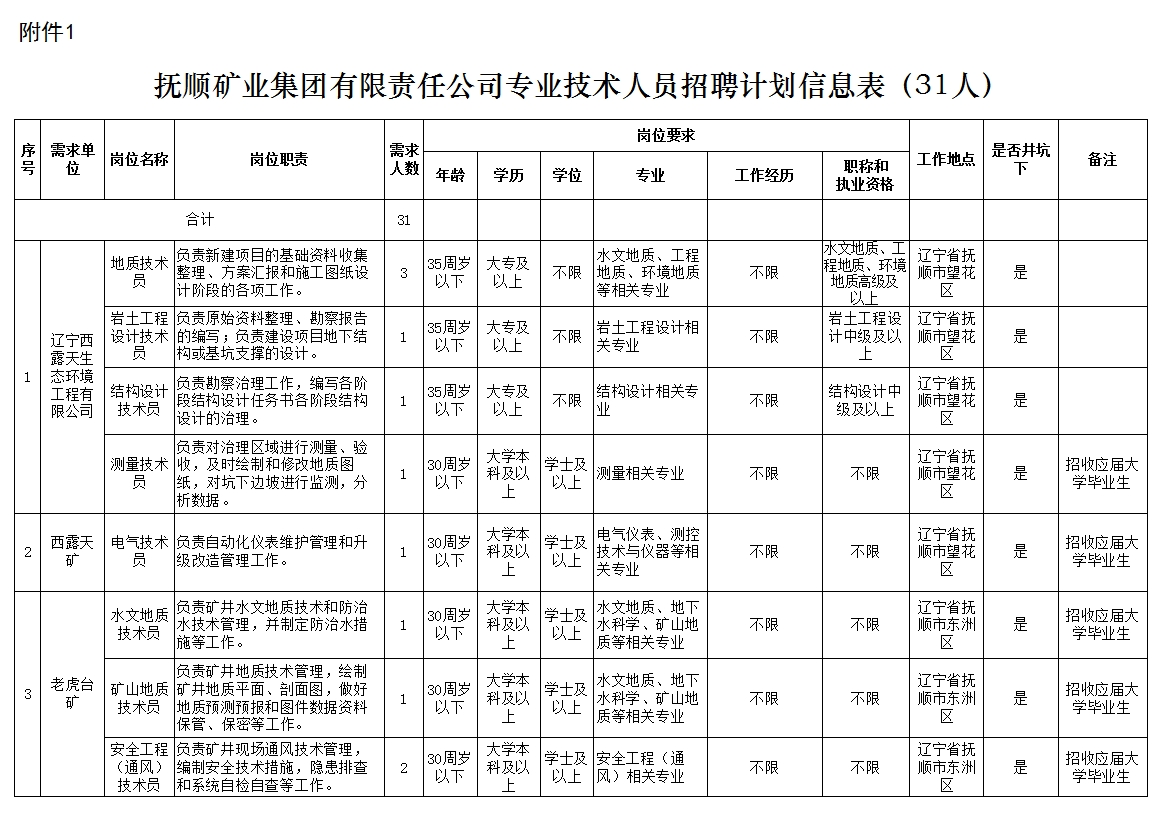 附件1
抚顺矿业集团有限责任公司专业技术人员招聘计划信息表（31人）
序号 需求单位 岗位名称 岗位职责 需求人数 岗位要求 工作地点 是否井坑下 备注
年龄 学历 学位 专业 工作经历 职称和执业资格
合计 31
1 辽宁西露天生态环境工程有限公司 地质技术员 负责新建项目的基础资料收集整理、方案汇报和施工图纸设计阶段的各项工作。 3 35周岁以下 大专及以上 不限 水文地质、工程地质、环境地质等相关专业 不限 水文地质、工程地质、环境地质高级及以上 辽宁省抚顺市望花区 是
岩土工程设计技术员 负责原始资料整理、勘察报告的编写；负责建设项目地下结构或基坑支撑的设计。 1 35周岁以下 大专及以上 不限 岩土工程设计相关专业 不限 岩土工程设计中级及以上 辽宁省抚顺市望花区 是
结构设计技术员 负责勘察治理工作，编写各阶段结构设计任务书各阶段结构设计的治理。 1 35周岁以下 大专及以上 不限 结构设计相关专业 不限 结构设计中级及以上 辽宁省抚顺市望花区 是
测量技术员 负责对治理区域进行测量、验收，及时绘制和修改地质图纸，对坑下边坡进行监测，分析数据。 1 30周岁以下 大学本科及以上 学士及以上 测量相关专业 不限 不限 辽宁省抚顺市望花区 是 招收应届大学毕业生
2 西露天矿 电气技术员 负责自动化仪表维护管理和升级改造管理工作。 1 30周岁以下 大学本科及以上 学士及以上 电气仪表、测控技术与仪器等相关专业 不限 不限 辽宁省抚顺市望花区 是 招收应届大学毕业生
3 老虎台矿 水文地质技术员 负责矿井水文地质技术和防治水技术管理，并制定防治水措施等工作。 1 30周岁以下 大学本科及以上 学士及以上 水文地质、地下水科学、矿山地质等相关专业 不限 不限 辽宁省抚顺市东洲区 是 招收应届大学毕业生
矿山地质技术员 负责矿井地质技术管理，绘制矿井地质平面、剖面图，做好地质预测预报和图件数据资料保管、保密等工作。 1 30周岁以下 大学本科及以上 学士及以上 水文地质、地下水科学、矿山地质等相关专业 不限 不限 辽宁省抚顺市东洲区 是 招收应届大学毕业生
安全工程（通风）技术员 负责矿井现场通风技术管理，编制安全技术措施，隐患排查和系统自检自查等工作。 2 30周岁以下 大学本科及以上 学士及以上 安全工程（通风）相关专业 不限 不限 辽宁省抚顺市东洲区 是 招收应届大学毕业生